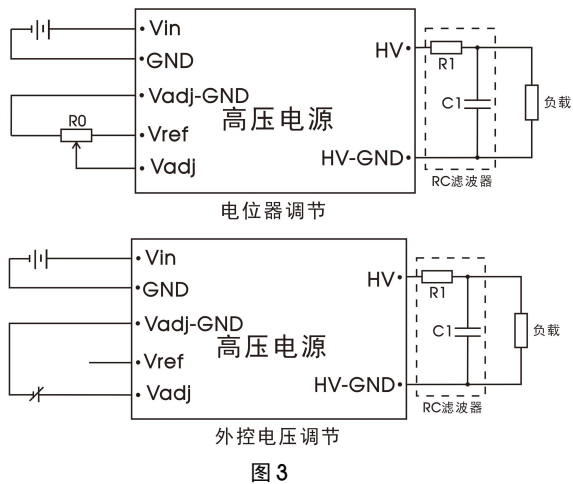 Vin
GND
Vadj-GND
R0
Vref
Vadj
高压电源
HV
HV-GND
R1
C1
负载
RC滤波器
电位器调节
Vin
GND
Vadj-GND
Vref
Vadj
高压电源
HV
HV-GND
R1
C1
负载
RC滤波器
外控电压调节
图 3